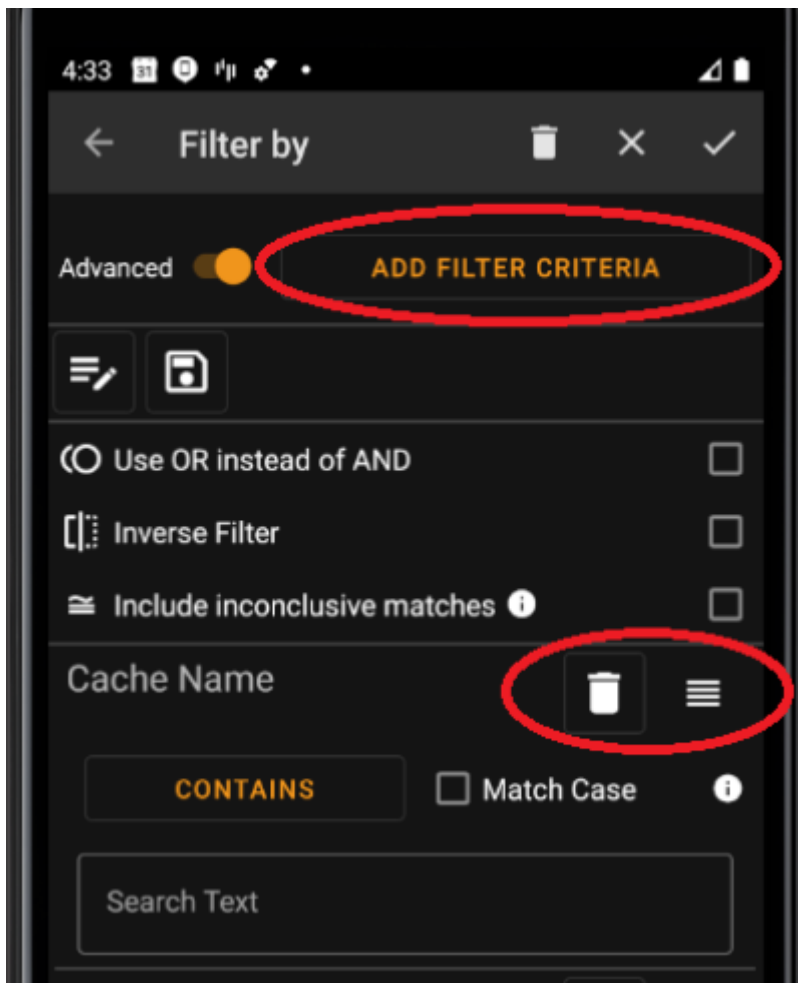 4:33 31
Filter by
Advanced ADD FILTER CRITERIA
Use OR instead of AND
Inverse Filter
Include inconclusive matches
Cache Name
CONTAINS Match Case
Search Text